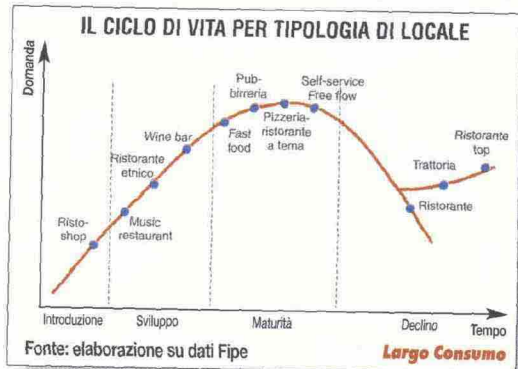 IL CICLO DI VITA PER TIPOLOGIA DI LOCALE
Domanda
Pub-
birreria
Self-service
Free flow
Wine bar
Fast
food
Pizzeria-
ristorante
a tema
Ristorante
top
Ristorante
etnico
Trattoria
Risto-
shop
Music
restaurant
Ristorante
Introduzione
Sviluppo
Maturità
Declino
Tempo
Fonte: elaborazione su dati Fipe
Largo Consumo